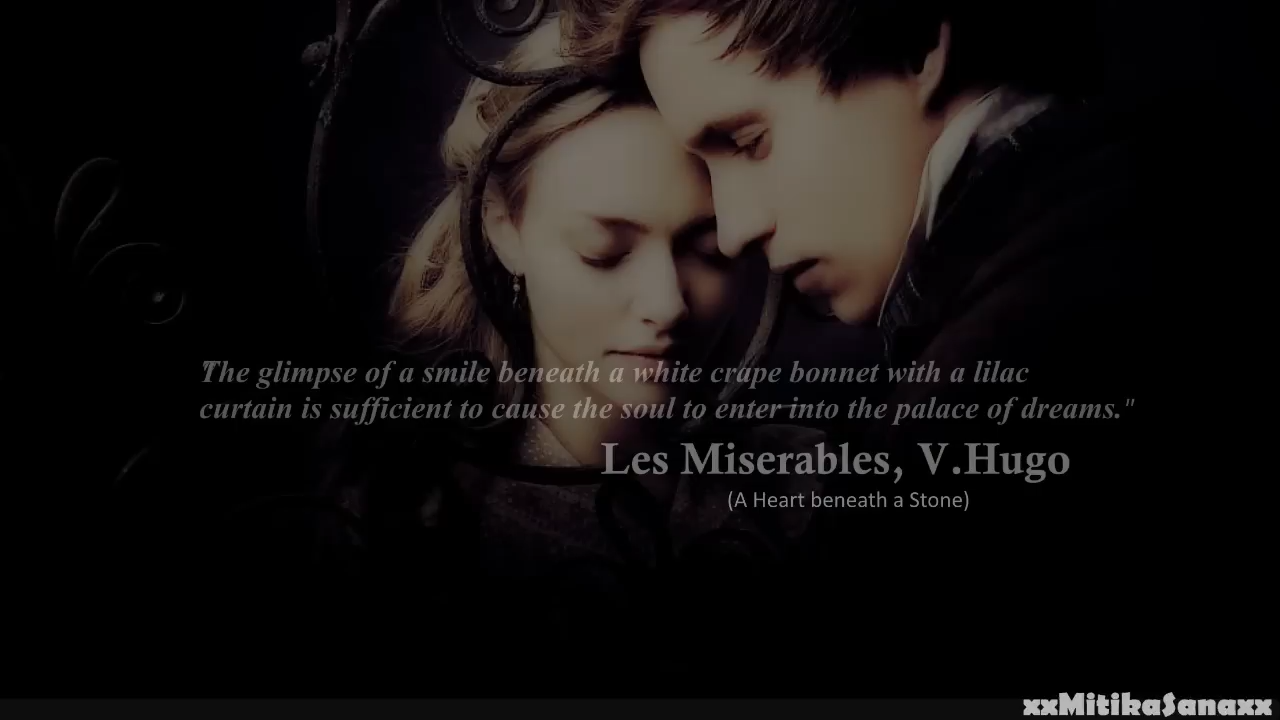 "The glimpse of a smile beneath a white crape bonnet with a lilac
curtain is sufficient to cause the soul to enter into the palace of dreams."
Les Miserables, V.Hugo
(A Heart beneath a Stone)
xxMitikaSanaxx